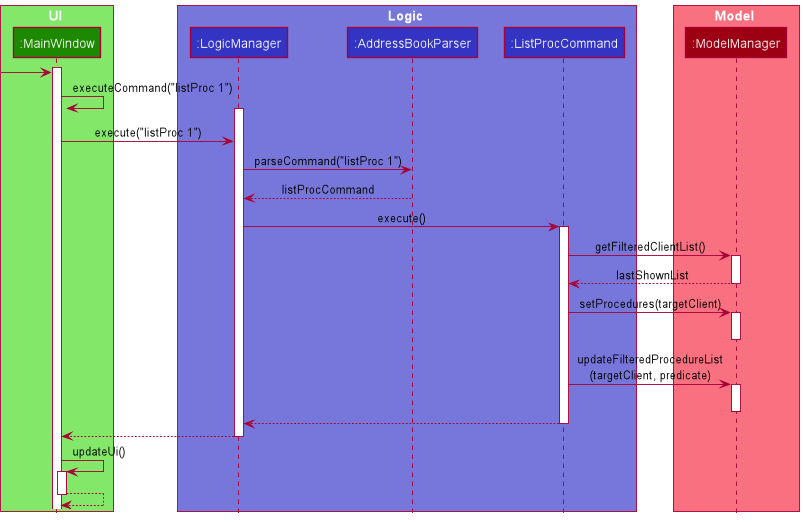 UI
Logic
Model
:MainWindow
:LogicManager
:AddressBookParser
:ListProcCommand
:ModelManager
executeCommand("listProc 1")
execute("listProc 1")
parseCommand("listProc 1")
listProcCommand
execute()
getFilteredClientList()
lastShownList
setProcedures(targetClient)
updateFilteredProcedureList
(targetClient, predicate)
updateUi()